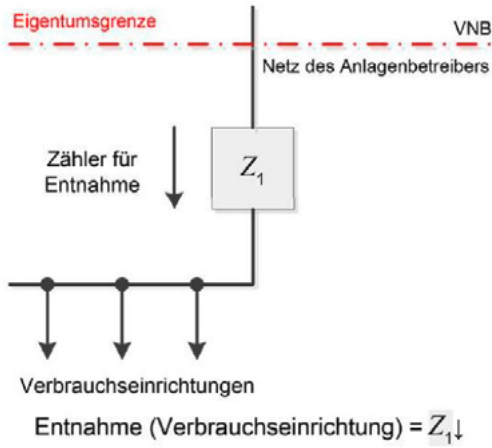 Eigentumsgrenze
VNB
Netz des Anlagenbetreibers
Zähler für
Entnahme
Z₁
Verbrauchseinrichtungen
Entnahme (Verbrauchseinrichtung) = Z₁↓